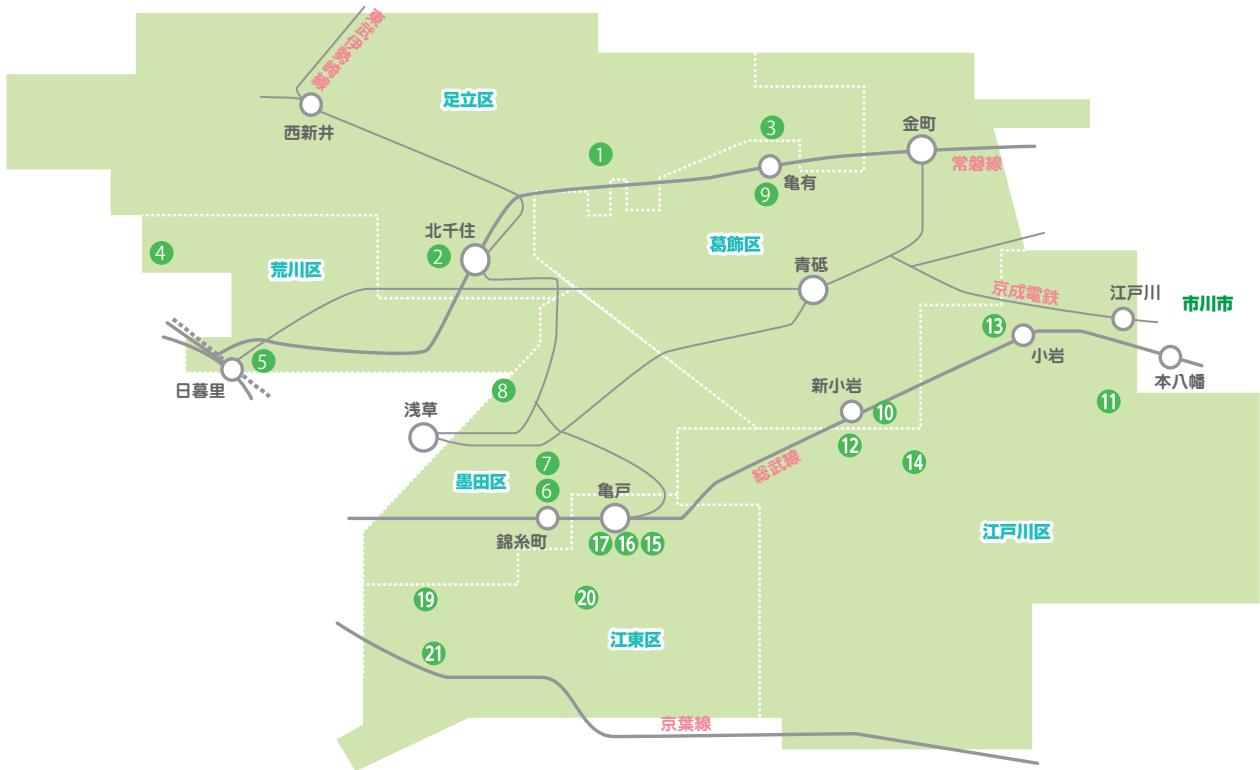 東武伊勢崎線
足立区
西新井
金町
3
1
常磐線
亀有
9
北千住
2
葛飾区
4
荒川区
青砥
京成電鉄
江戸川
市川市
13
小岩
5
日暮里
本八幡
新小岩
8
浅草
10
11
12
14
総武線
7
墨田区
6
亀戸
錦糸町
17
16
15
江戸川区
19
20
江東区
21
京葉線